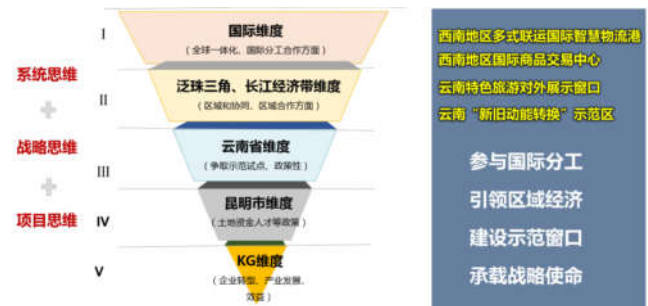 系统思维
战略思维
项目思维
I
国际维度
（全球一体化、国际分工合作方面）
II
泛珠三角、长江经济带维度
（区域和协同、区域合作方面）
III
云南省维度
（争取示范试点、政策性）
IV
昆明市维度
（土地资金人才等政策）
V
KG维度
（企业转型、产业发展、
效益）
西南地区多式联运国际智慧物流港
西南地区国际商品交易中心
云南特色旅游对外展示窗口
云南“新旧动能转换”示范区
参与国际分工
引领区域经济
建设示范窗口
承载战略使命